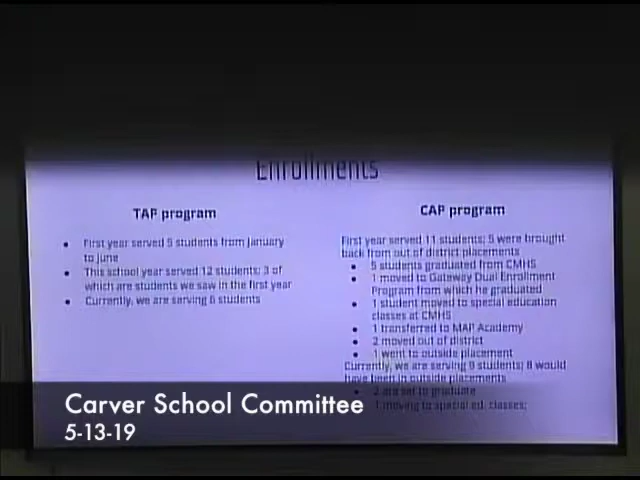 Enrollments
TAP program
• First year served 5 students from January
to June
• This school year served 12 students; 3 of
which are students we saw in the first year
• Currently, we are serving 6 students
CAP program
First year served 11 students; 5 were brought
back from out of district placements
• 5 students graduated from CMHS
• 1 moved to Gateway Dual Enrollment
Program from which he graduated
• 1 student moved to special education
classes at CMHS
• 1 transferred to MAP Academy
• 2 moved out of district
• 1 went to outside placement
Currently, we are serving 9 students; 8 would
have been in outside placements
• 2 are set to graduate
• 1 moving to special ed. classes;
Carver School Committee
5-13-19